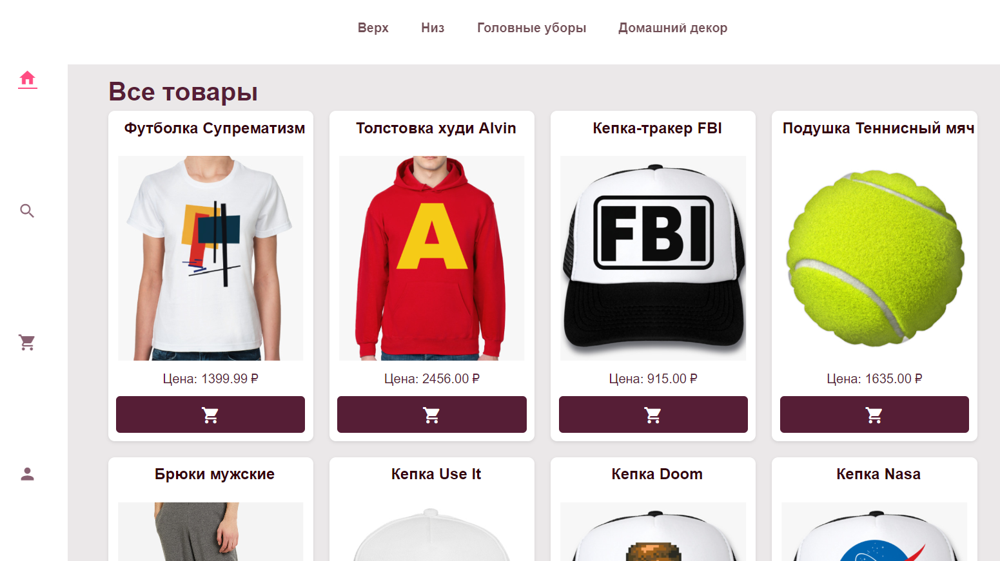 Верх Низ Головные уборы Домашний декор
Все товары
Футболка Супрематизм
Толстовка худи Alvin
Кепка-тракер FBI
Подушка Теннисный мяч
A
FBI
Цена: 1399.99 ₽
Цена: 2456.00 ₽
Цена: 915.00 ₽
Цена: 1635.00 ₽
Брюки мужские
Кепка Use It
Кепка Doom
Кепка Nasa